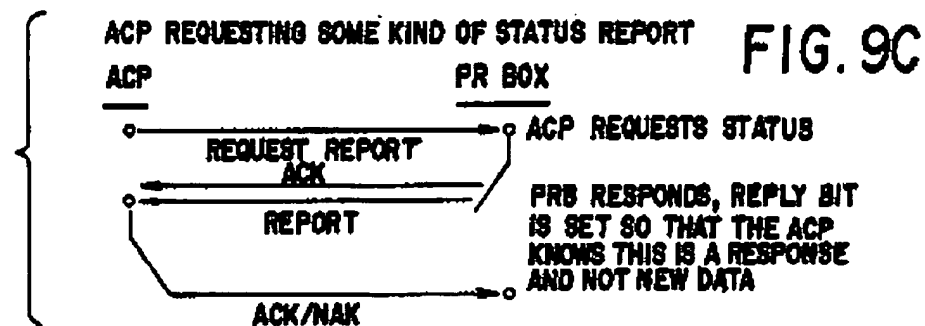 ACP REQUESTING SOME KIND OF STATUS REPORT
FIG. 9C
ACP
PR BOX
ACP REQUESTS STATUS
REQUEST REPORT
ACK
REPORT
PRB RESPONDS, REPLY BIT
IS SET SO THAT THE ACP
KNOWS THIS IS A RESPONSE
AND NOT NEW DATA
ACK/NAK